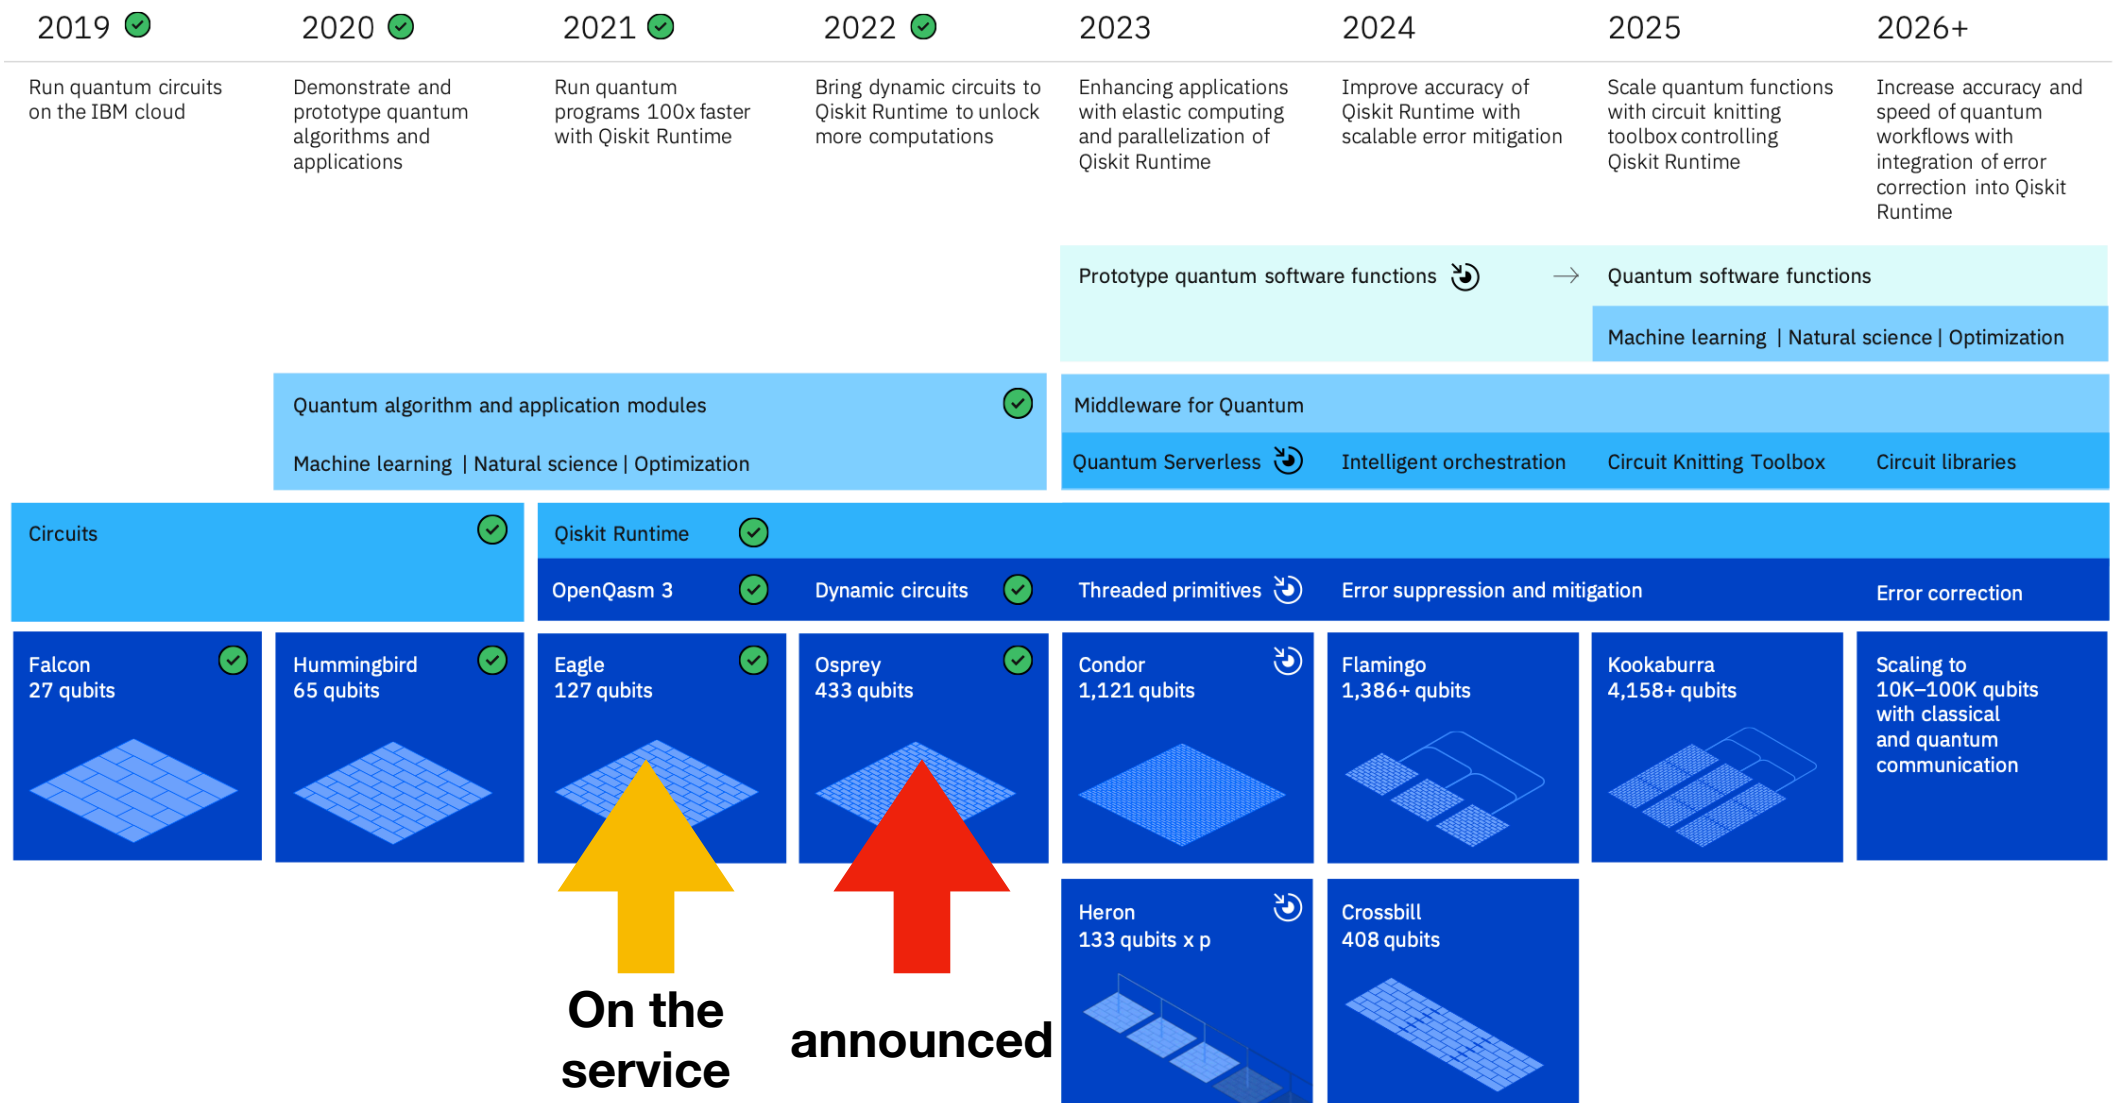 2019
2020
2021
2022
2023
2024
2025
2026+
Run quantum circuits
on the IBM cloud
Demonstrate and
prototype quantum
algorithms and
applications
Run quantum
programs 100x faster
with Qiskit Runtime
Bring dynamic circuits to
Qiskit Runtime to unlock
more computations
Enhancing applications
with elastic computing
and parallelization of
Qiskit Runtime
Improve accuracy of
Qiskit Runtime with
scalable error mitigation
Scale quantum functions
with circuit knitting
toolbox controlling
Qiskit Runtime
Increase accuracy and
speed of quantum
workflows with
integration of error
correction into Qiskit
Runtime
Prototype quantum software functions →
Quantum software functions
Machine learning | Natural science | Optimization
Quantum algorithm and application modules
Machine learning | Natural science | Optimization
Middleware for Quantum
Quantum Serverless
Intelligent orchestration
Circuit Knitting Toolbox
Circuit libraries
Circuits
Qiskit Runtime
OpenQasm 3
Dynamic circuits
Threaded primitives
Error suppression and mitigation
Error correction
Falcon
27 qubits
Hummingbird
65 qubits
Eagle
127 qubits
Osprey
433 qubits
Condor
1,121 qubits
Flamingo
1,386+ qubits
Kookaburra
4,158+ qubits
Scaling to
10K–100K qubits
with classical
and quantum
communication
Heron
133 qubits x p
Crossbill
408 qubits
On the
service
announced